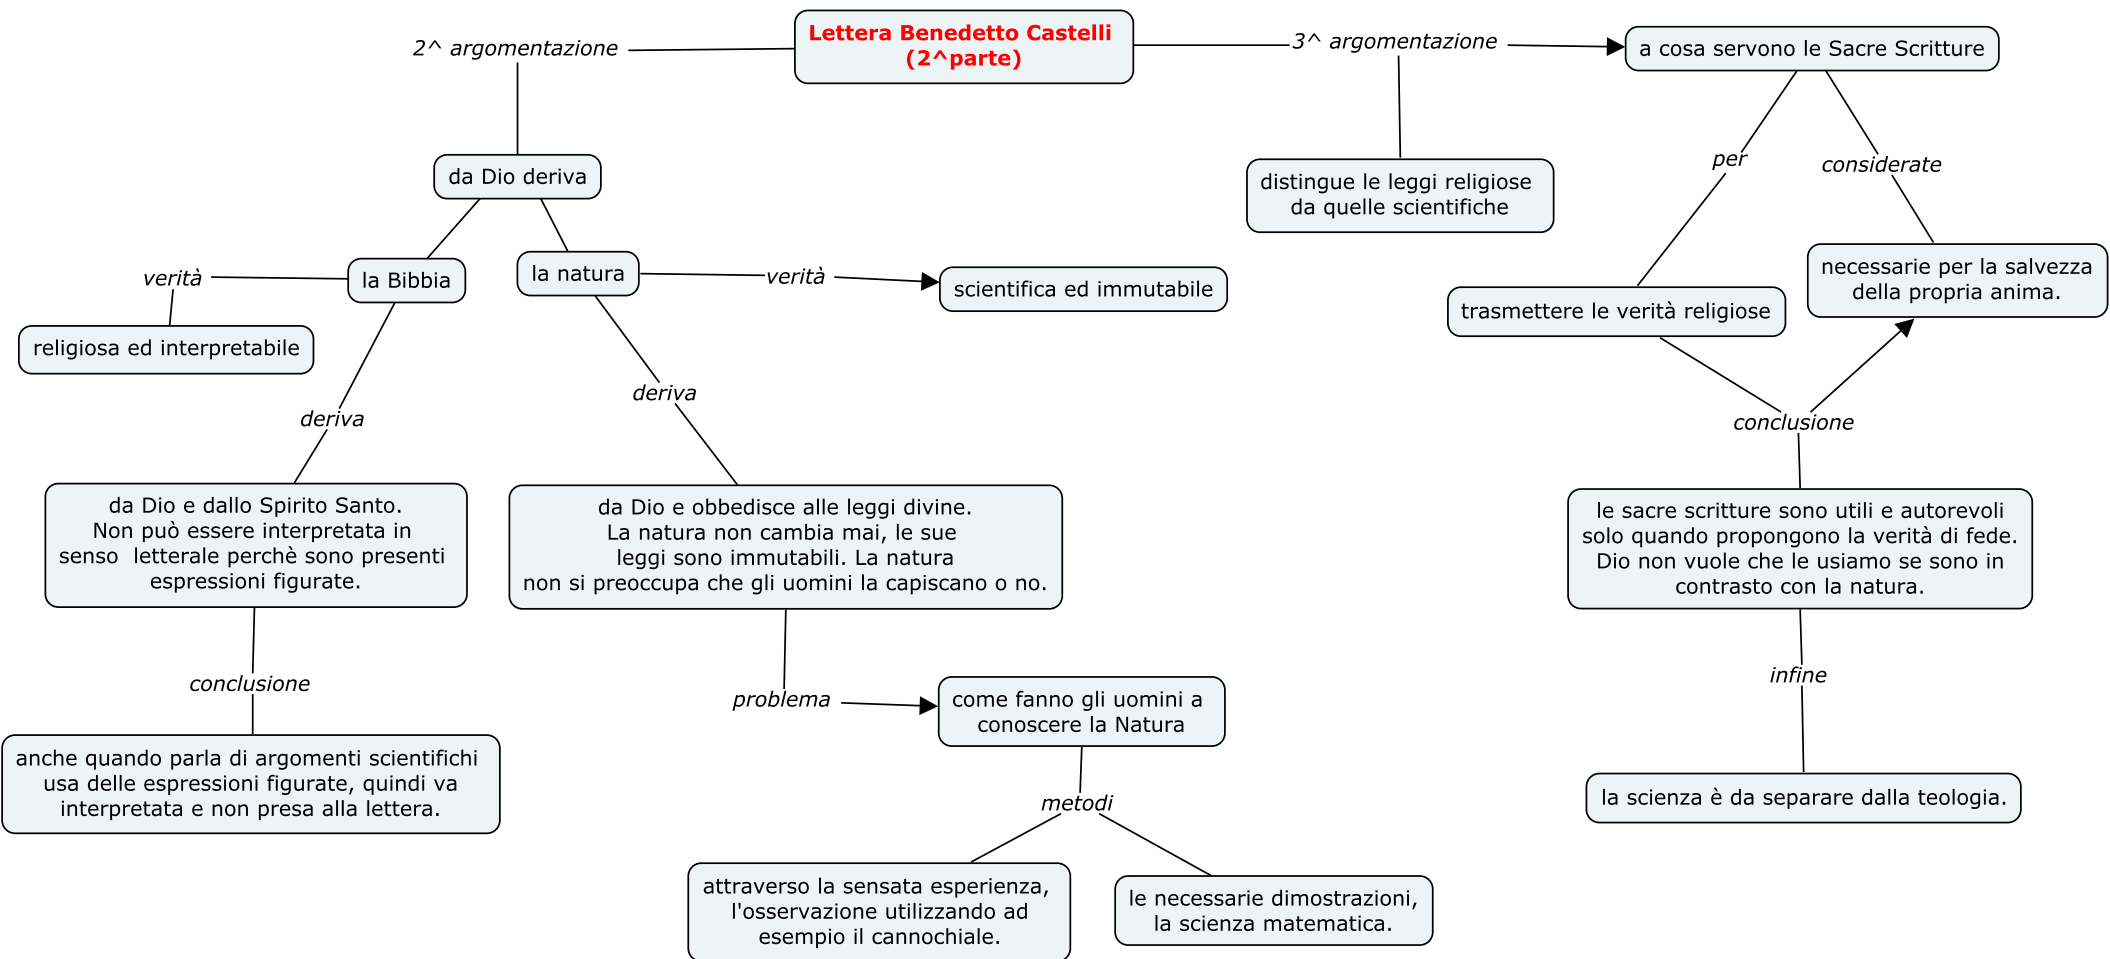 Lettera Benedetto Castelli
(2^parte)
2^ argomentazione
3^ argomentazione
a cosa servono le Sacre Scritture
da Dio deriva
distingue le leggi religiose
da quelle scientifiche
per
considerate
verità
la Bibbia
la natura
verità
scientifica ed immutabile
necessarie per la salvezza
della propria anima.
trasmettere le verità religiose
religiosa ed interpretabile
deriva
deriva
conclusione
da Dio e dallo Spirito Santo.
Non può essere interpretata in
senso  letterale perchè sono presenti
espressioni figurate.
da Dio e obbedisce alle leggi divine.
La natura non cambia mai, le sue
leggi sono immutabili. La natura
non si preoccupa che gli uomini la capiscano o no.
le sacre scritture sono utili e autorevoli
solo quando propongono la verità di fede.
Dio non vuole che le usiamo se sono in
contrasto con la natura.
conclusione
problema
come fanno gli uomini a
conoscere la Natura
infine
anche quando parla di argomenti scientifichi
usa delle espressioni figurate, quindi va
interpretata e non presa alla lettera.
metodi
la scienza è da separare dalla teologia.
attraverso la sensata esperienza,
l'osservazione utilizzando ad
esempio il cannochiale.
le necessarie dimostrazioni,
la scienza matematica.